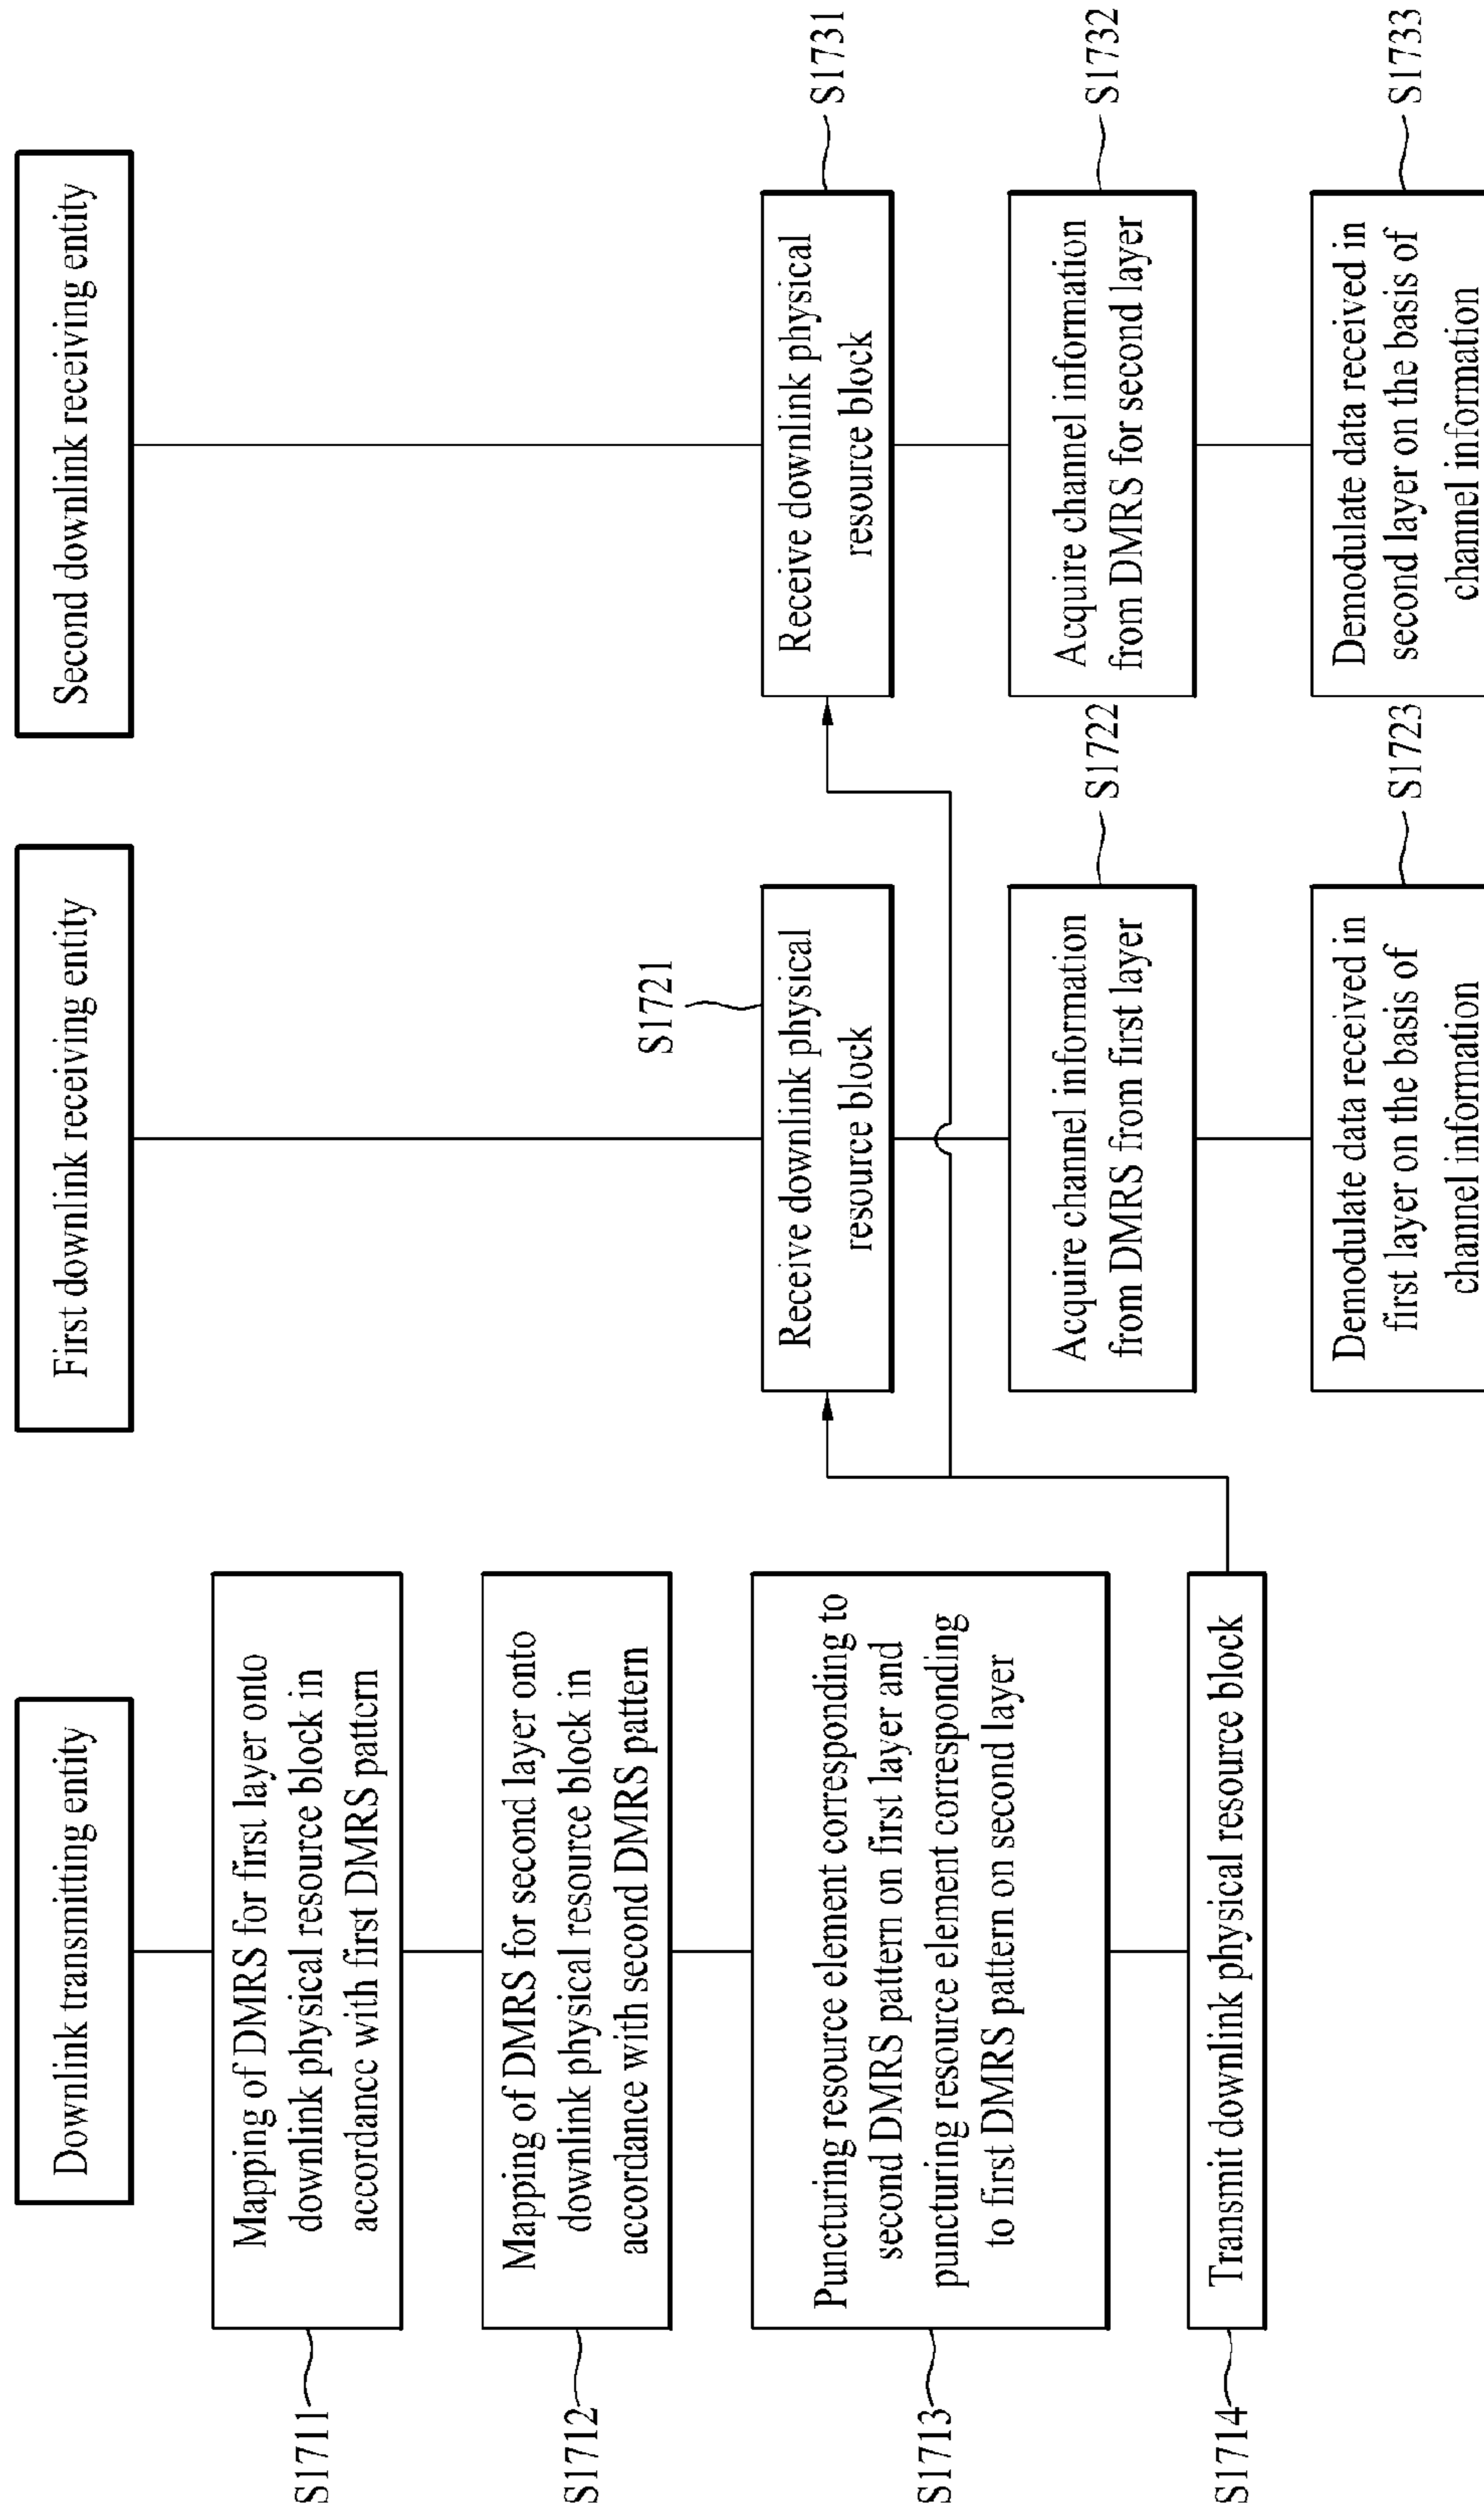 Downlink transmitting entity
First downlink receiving entity
Second downlink receiving entity
S1711
Mapping of DMRS for first layer onto
downlink physical resource block in
accordance with first DMRS pattern
S1712
Mapping of DMRS for second layer onto
downlink physical resource block in
accordance with second DMRS pattern
S1713
Puncturing resource element corresponding to
second DMRS pattern on first layer and
puncturing resource element corresponding
to first DMRS pattern on second layer
S1714
Transmit downlink physical resource block
S1721
Receive downlink physical
resource block
S1722
Acquire channel information
from DMRS from first layer
S1723
Demodulate data received in
first layer on the basis of
channel information
S1731
Receive downlink physical
resource block
S1732
Acquire channel information
from DMRS for second layer
S1733
Demodulate data received in
second layer on the basis of
channel information